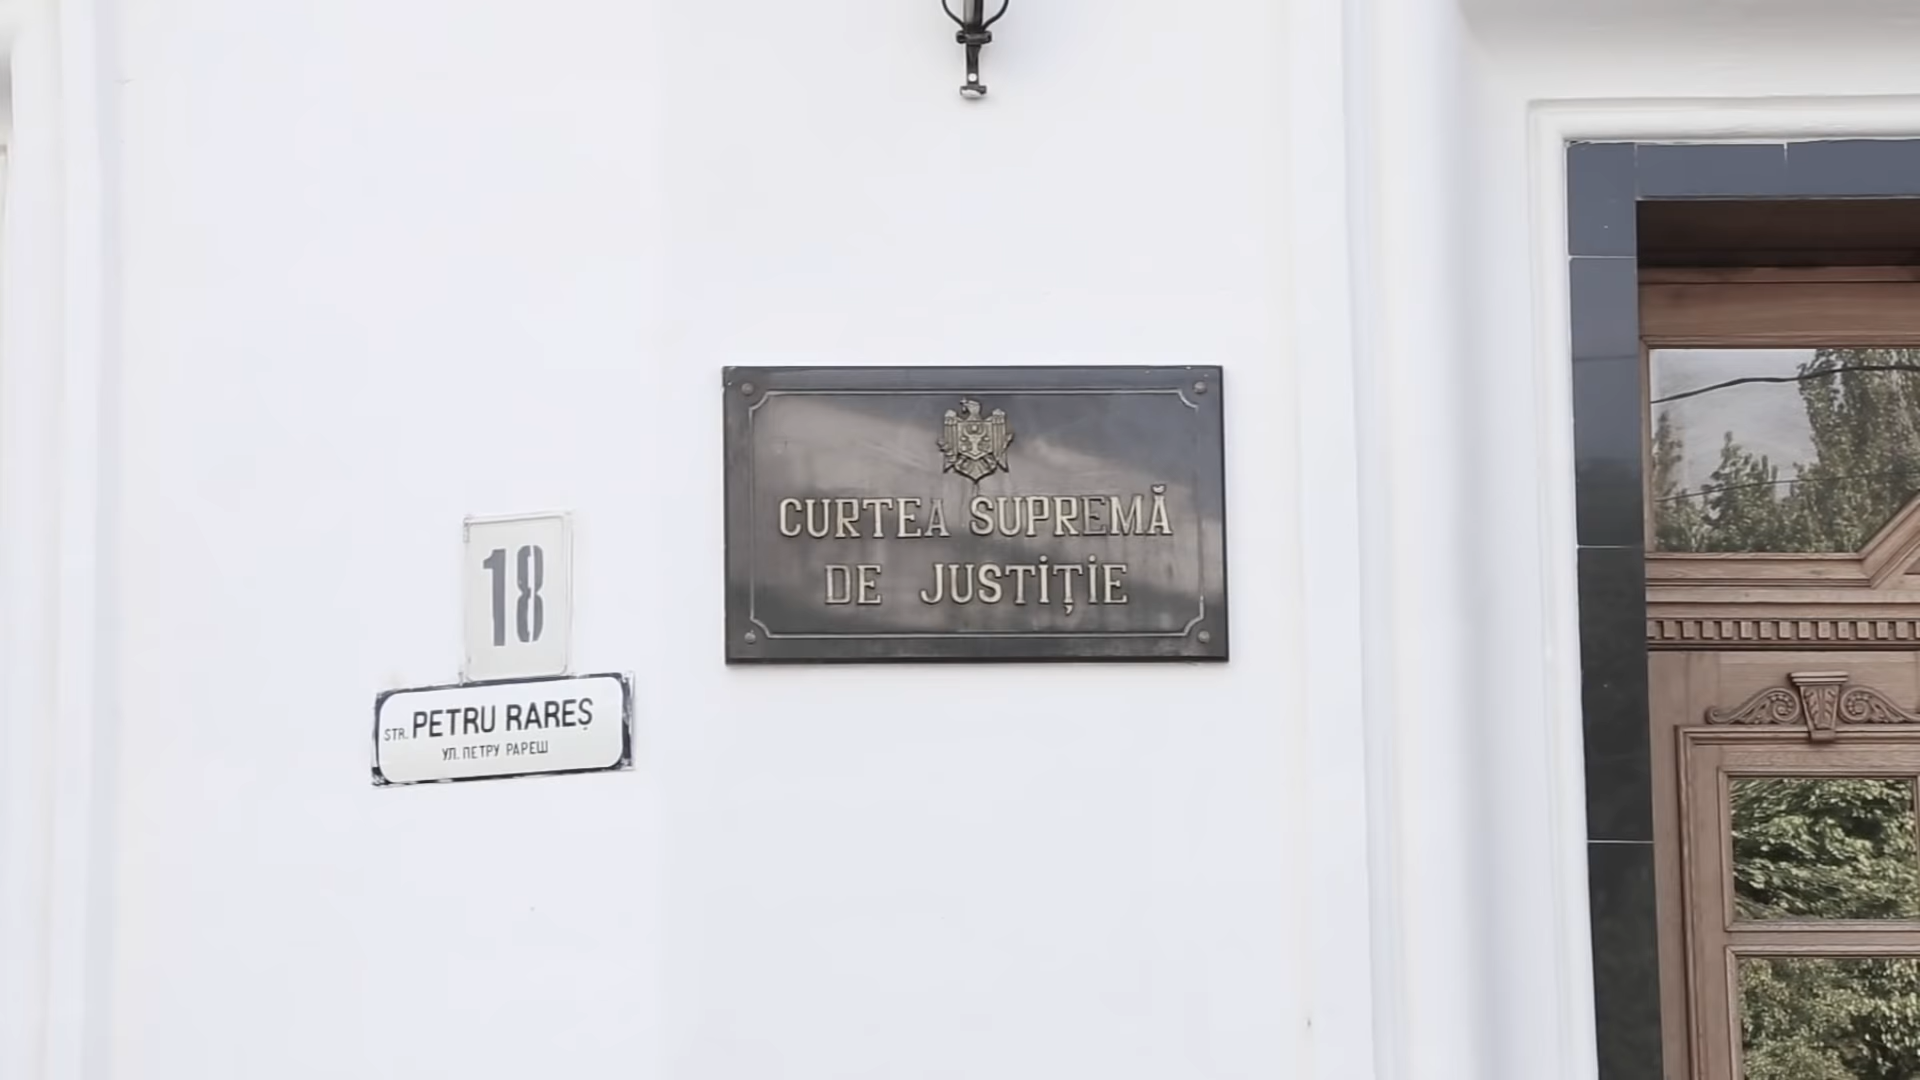 18
STR. PETRU RAREȘ
УЛ. ПЕТРУ РАРЕШ
CURTEA SUPREMĂ
DE JUSTIȚIE